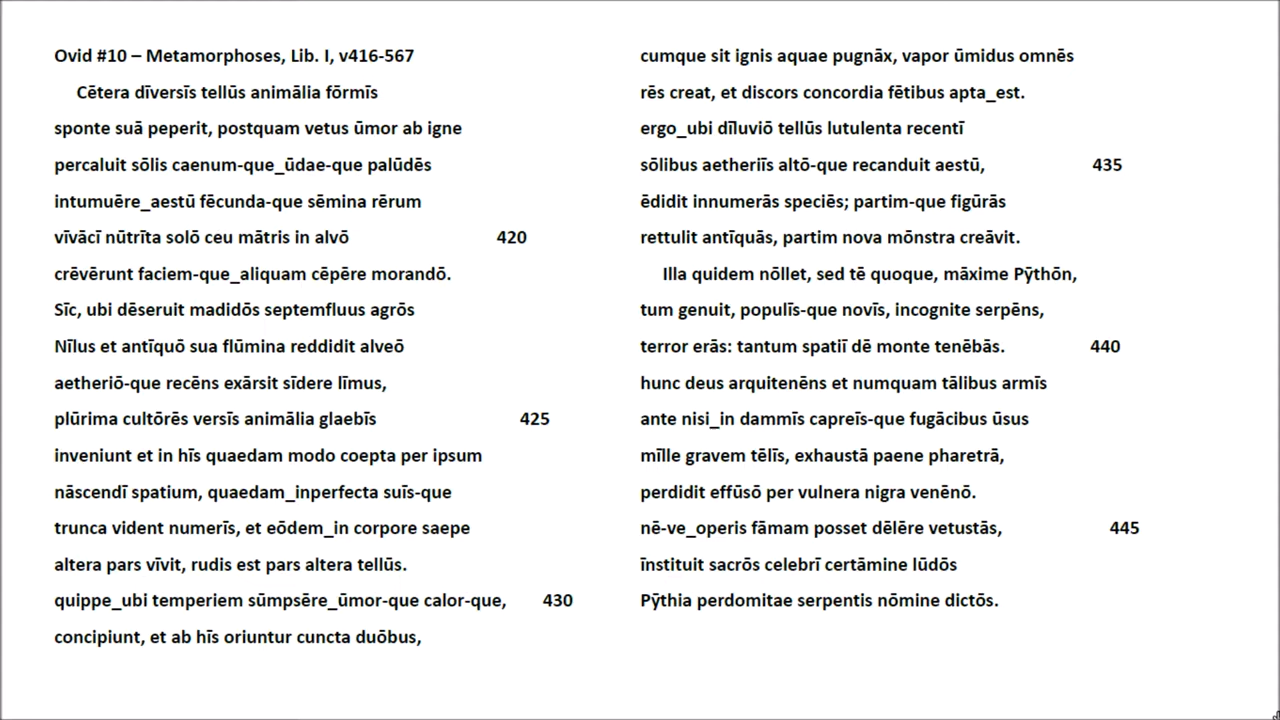 Ovid #10 – Metamorphoses, Lib. I, v416-567
Cētera dīversīs tellūs animālia fōrmīs
sponte suā peperit, postquam vetus ūmor ab igne
percaluit sōlis caenum-que_ūdae-que palūdēs
intumuēre_aestū fēcunda-que sēmina rērum
vīvācī nūtrīta solō ceu mātris in alvō 420
crēvērunt faciem-que_aliquam cēpēre morandō.
Sīc, ubi dēseruit madidōs septemfluus agrōs
Nīlus et antīquō sua flūmina reddidit alveō
aetheriō-que recēns exārsit sīdere līmus,
plūrima cultōrēs versīs animālia glaebīs 425
inveniunt et in hīs quaedam modo coepta per ipsum
nāscendī spatium, quaedam_inperfecta suīs-que
trunca vident numerīs, et eōdem_in corpore saepe
altera pars vīvit, rudis est pars altera tellūs.
quippe_ubi temperiem sūmpsēre_ūmor-que calor-que, 430
concipiunt, et ab hīs oriuntur cuncta duōbus,
cumque sit ignis aquae pugnāx, vapor ūmidus omnēs
rēs creat, et discors concordia fētibus apta_est.
ergo_ubi dīluviō tellūs lutulenta recentī
sōlibus aetheriīs altō-que recanduit aestū, 435
ēdidit innumerās speciēs; partim-que figūrās
rettulit antīquās, partim nova mōnstra creāvit.
Illa quidem nōllet, sed tē quoque, māxime Pȳthōn,
tum genuit, populīs-que novīs, incognite serpēns,
terror erās: tantum spatiī dē monte tenēbās. 440
hunc deus arquitenēns et numquam tālibus armīs
ante nisi_in dammīs capreīs-que fugācibus ūsus
mīlle gravem tēlīs, exhaustā paene pharetrā,
perdidit effūsō per vulnera nigra venēnō.
nē-ve_operis fāmam posset dēlēre vetustās, 445
īnstituit sacrōs celebrī certāmine lūdōs
Pȳthia perdomitae serpentis nōmine dictōs.